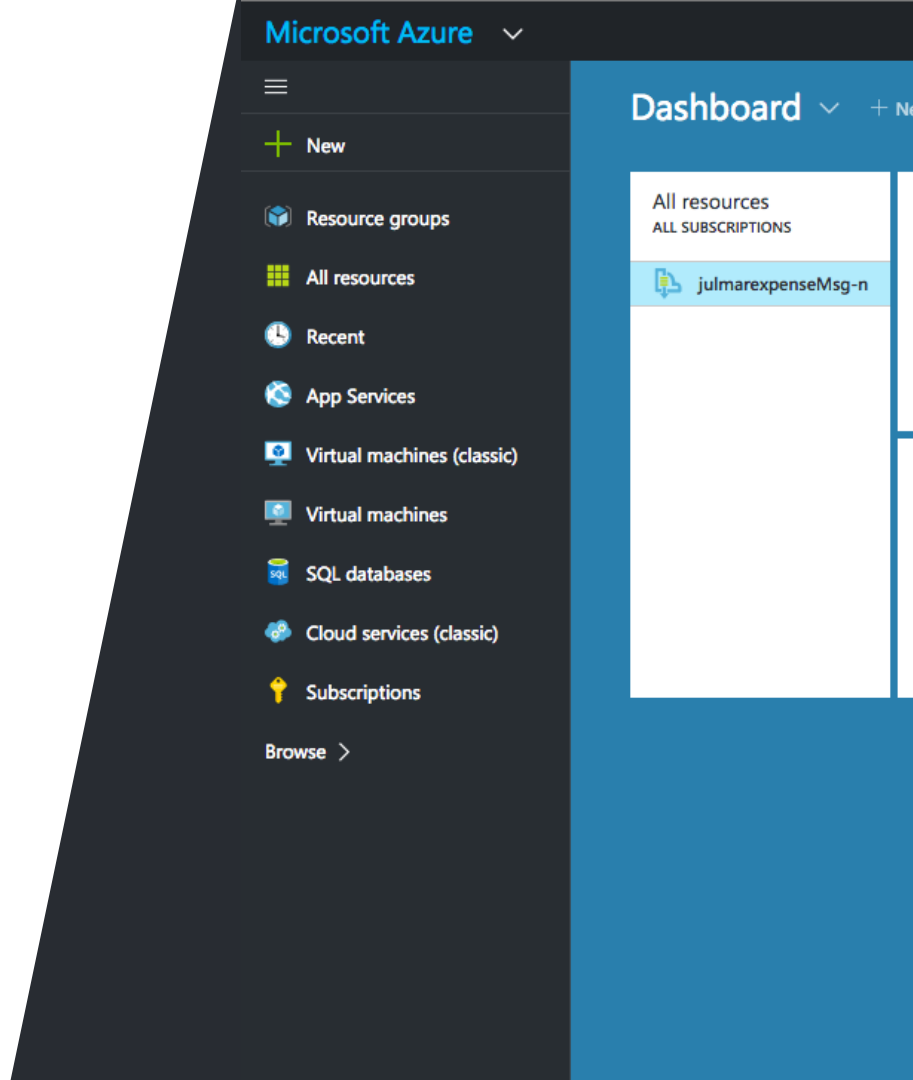 Microsoft Azure
Dashboard
New
All resources
ALL SUBSCRIPTIONS
julmarexpenseMsg-n
Resource groups
All resources
Recent
App Services
Virtual machines (classic)
Virtual machines
SQL
SQL databases
Cloud services (classic)
Subscriptions
Browse